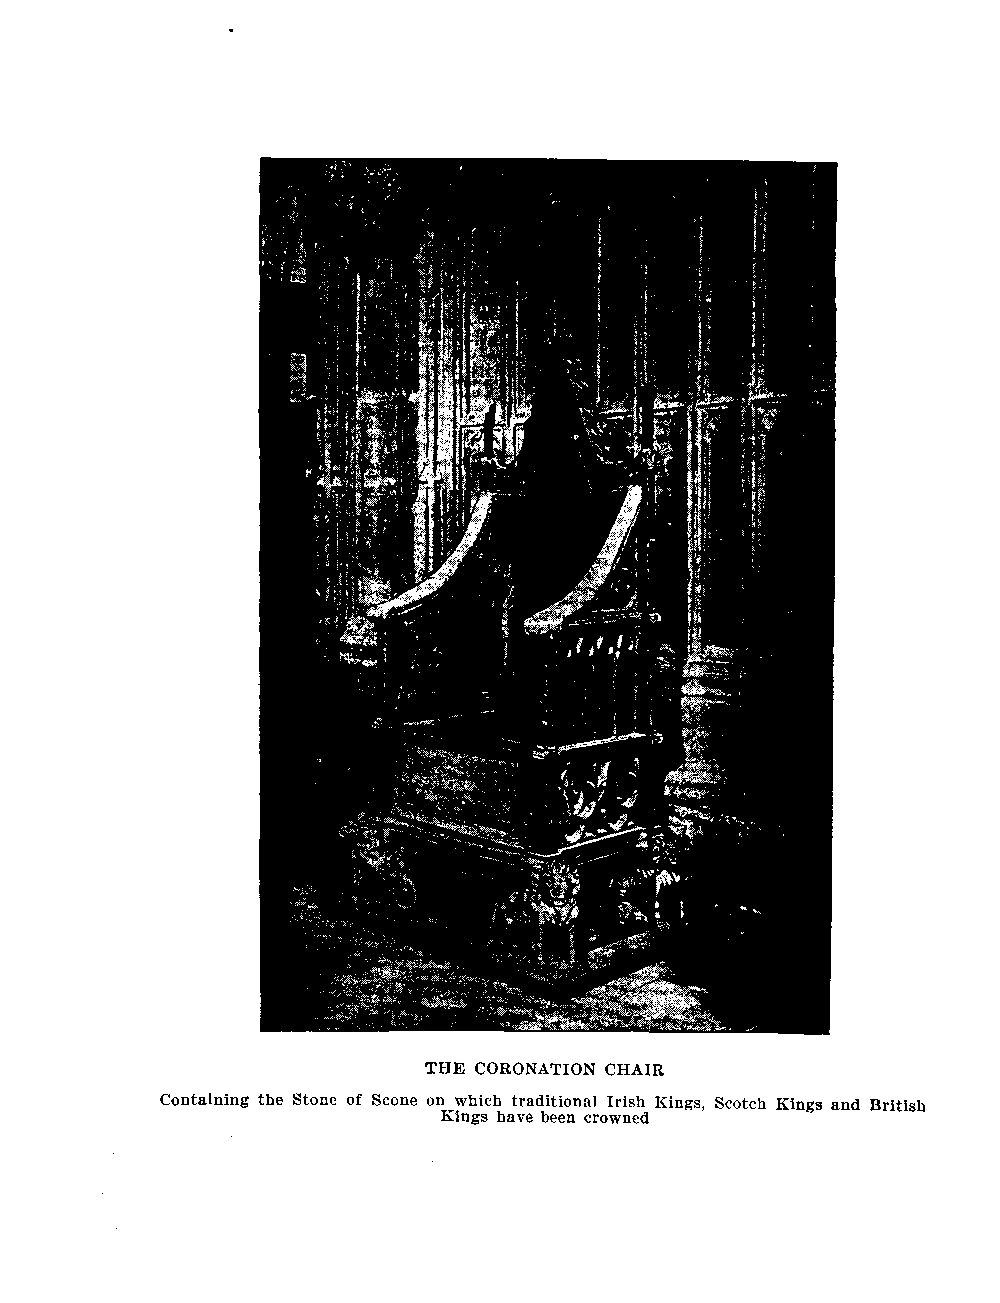 THE CORONATION CHAIR
Containing the Stone of Scone on which traditional Irish Kings, Scotch Kings and British
Kings have been crowned